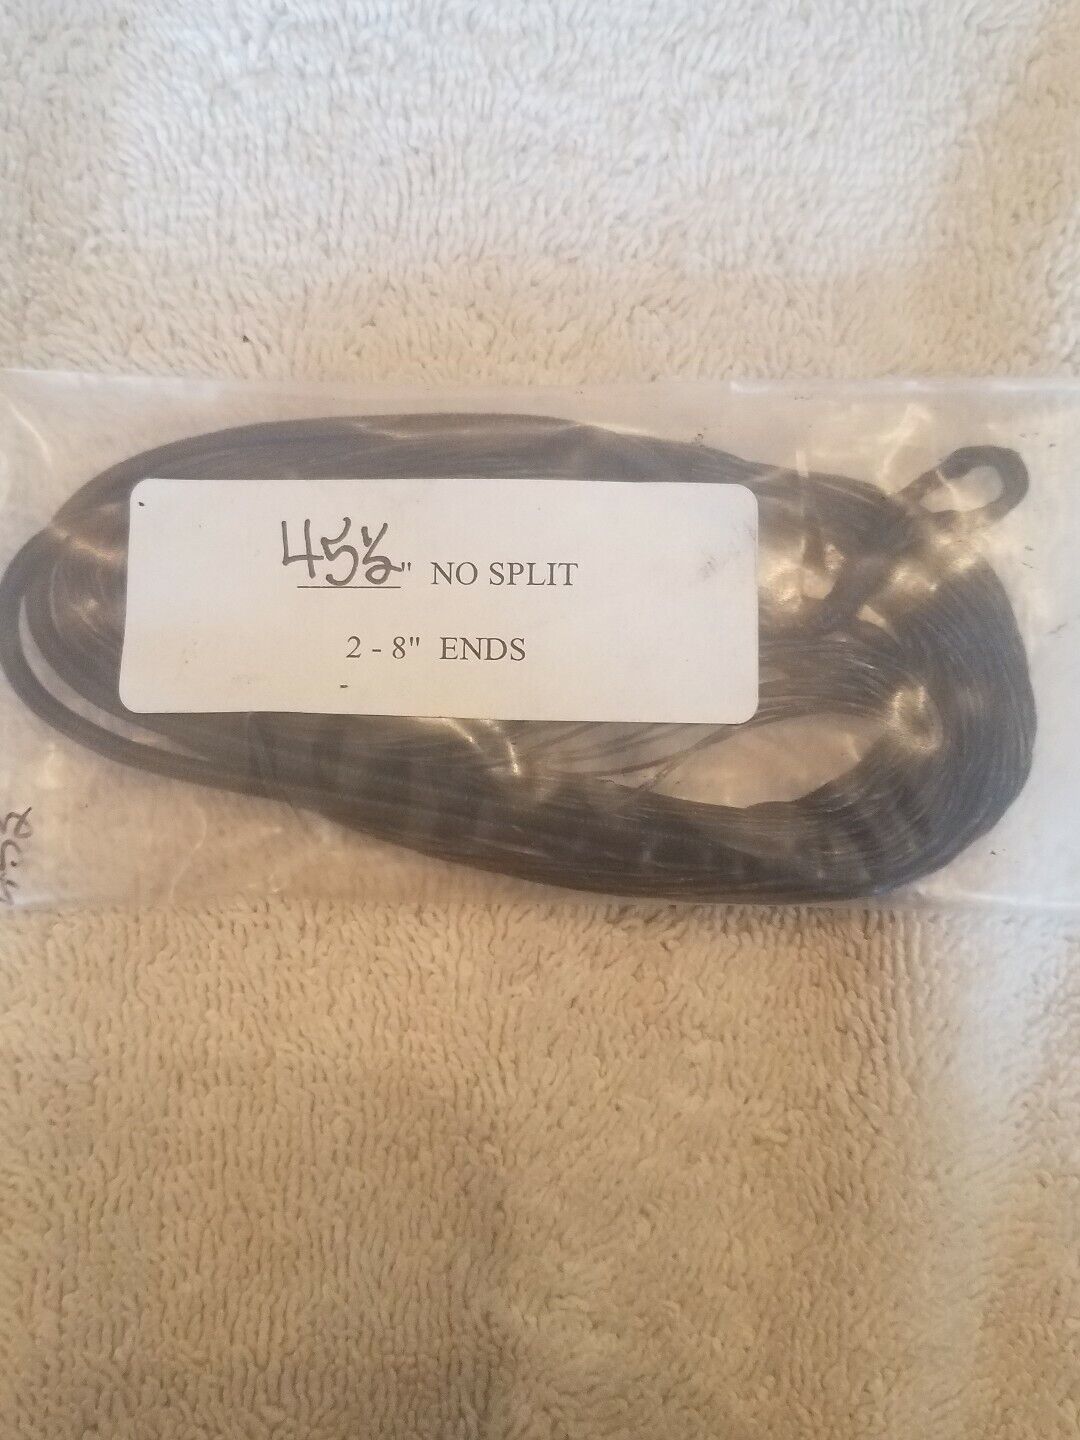 45½" NO SPLIT
2 - 8" ENDS